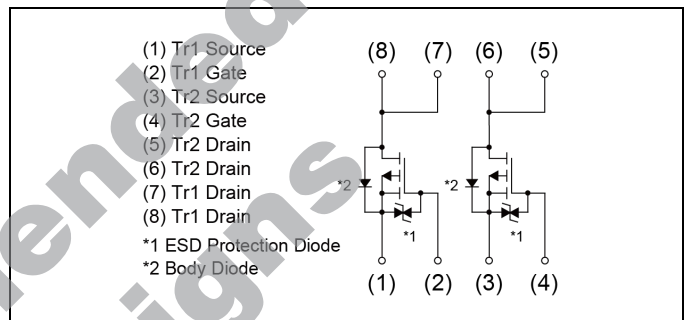 (1) Tr1 Source
(2) Tr1 Gate
(3) Tr2 Source
(4) Tr2 Gate
(5) Tr2 Drain
(6) Tr2 Drain
(7) Tr1 Drain
(8) Tr1 Drain
*1 ESD Protection Diode
*2 Body Diode
(8) (7) (6) (5)
*2 *2
*1 *1
(1) (2) (3) (4)